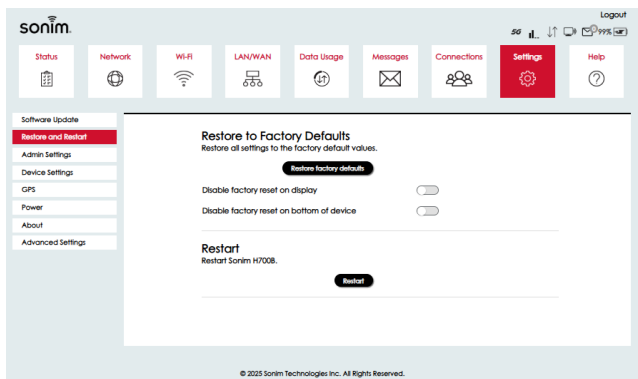 Logout
sonim.
5G 99%
Status Network Wi-Fi LAN/WAN Data Usage Messages Connections Settings Help
Software Update
Restore and Restart
Admin Settings
Device Settings
GPS
Power
About
Advanced Settings
Restore to Factory Defaults
Restore all settings to the factory default values.
Restore factory defaults
Disable factory reset on display
Disable factory reset on bottom of device
Restart
Restart Sonim H700B.
Restart
© 2025 Sonim Technologies Inc. All Rights Reserved.